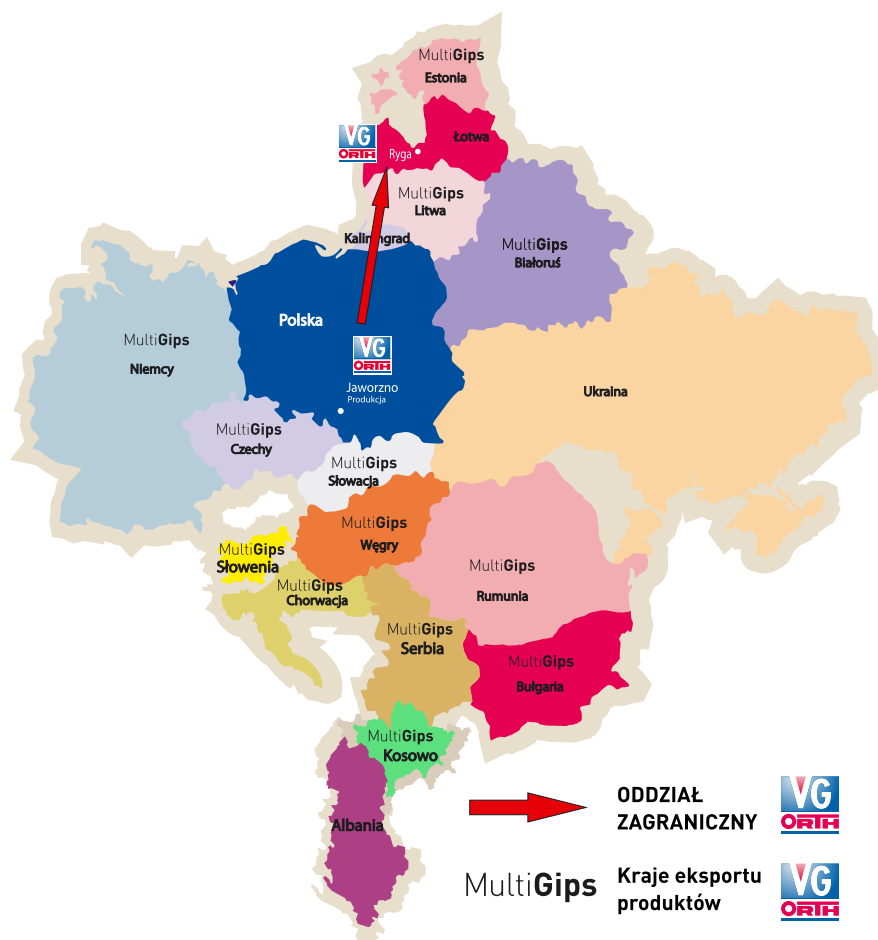 MultiGips
Estonia
VG
ORTH
Ryga
Łotwa
MultiGips
Litwa
Kaliningrad
MultiGips
Białoruś
Polska
MultiGips
Niemcy
VG
ORTH
Jaworzno
Produkcja
Ukraina
MultiGips
Czechy
MultiGips
Słowacja
MultiGips
Węgry
MultiGips
Słowenia
MultiGips
Rumunia
MultiGips
Chorwacja
MultiGips
Serbia
MultiGips
Bułgaria
MultiGips
Kosowo
Albania
ODDZIAŁ
ZAGRANICZNY
VG
ORTH
MultiGips
Kraje eksportu
produktów
VG
ORTH